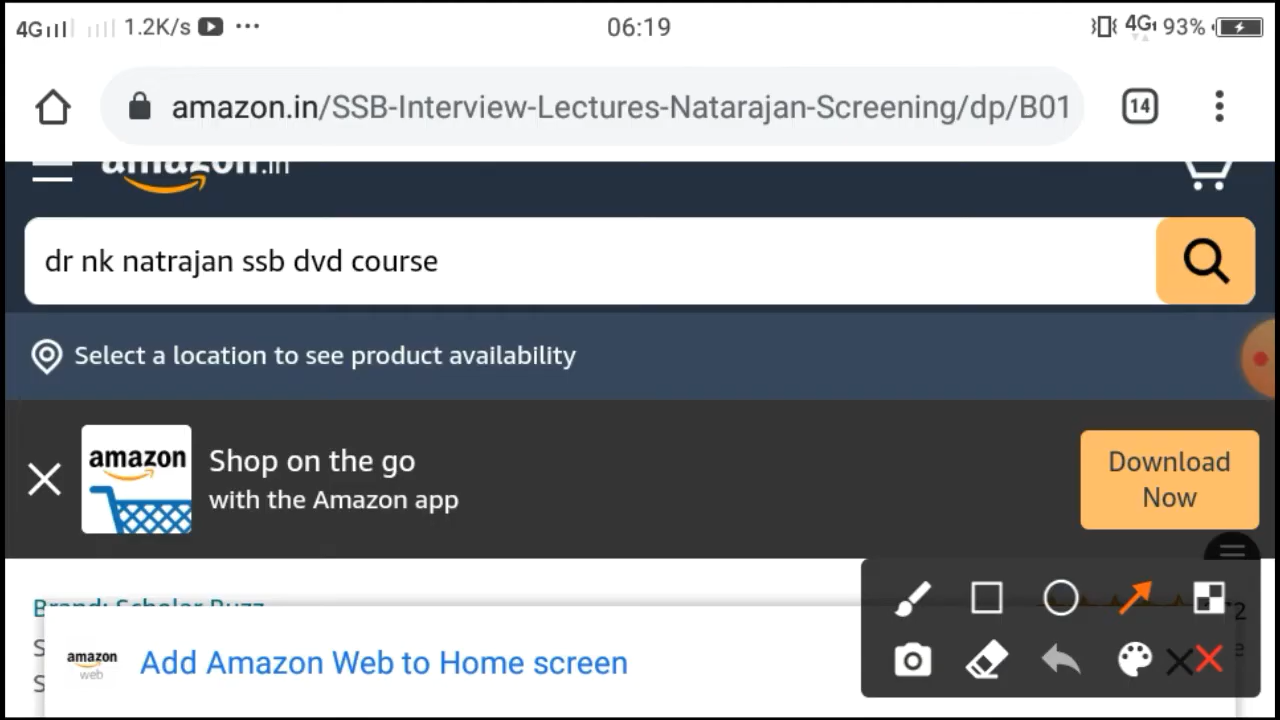 4G 1.2K/s ... 06:19 4G 93%
amazon.in/SSB-Interview-Lectures-Natarajan-Screening/dp/B01 14
amazon.in
dr nk natrajan ssb dvd course
Select a location to see product availability
amazon Shop on the go
with the Amazon app
Download
Now
Brand: Scholar Buzz
amazon
web
Add Amazon Web to Home screen